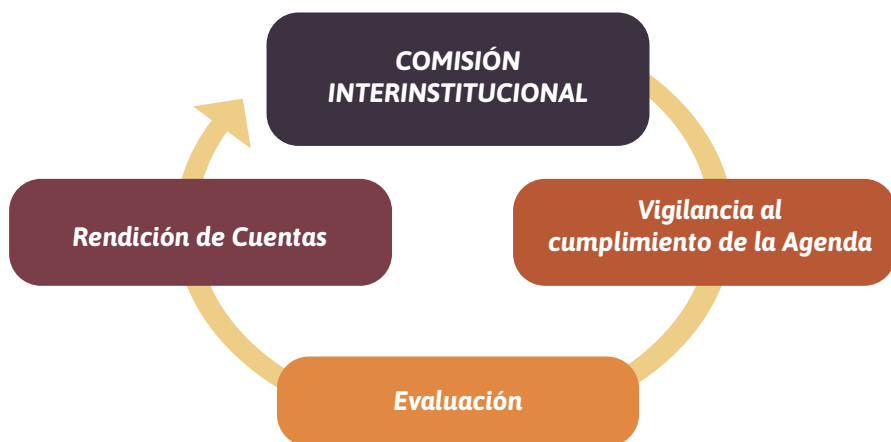 COMISIÓN
INTERINSTITUCIONAL
Vigilancia al
cumplimiento de la Agenda
Evaluación
Rendición de Cuentas